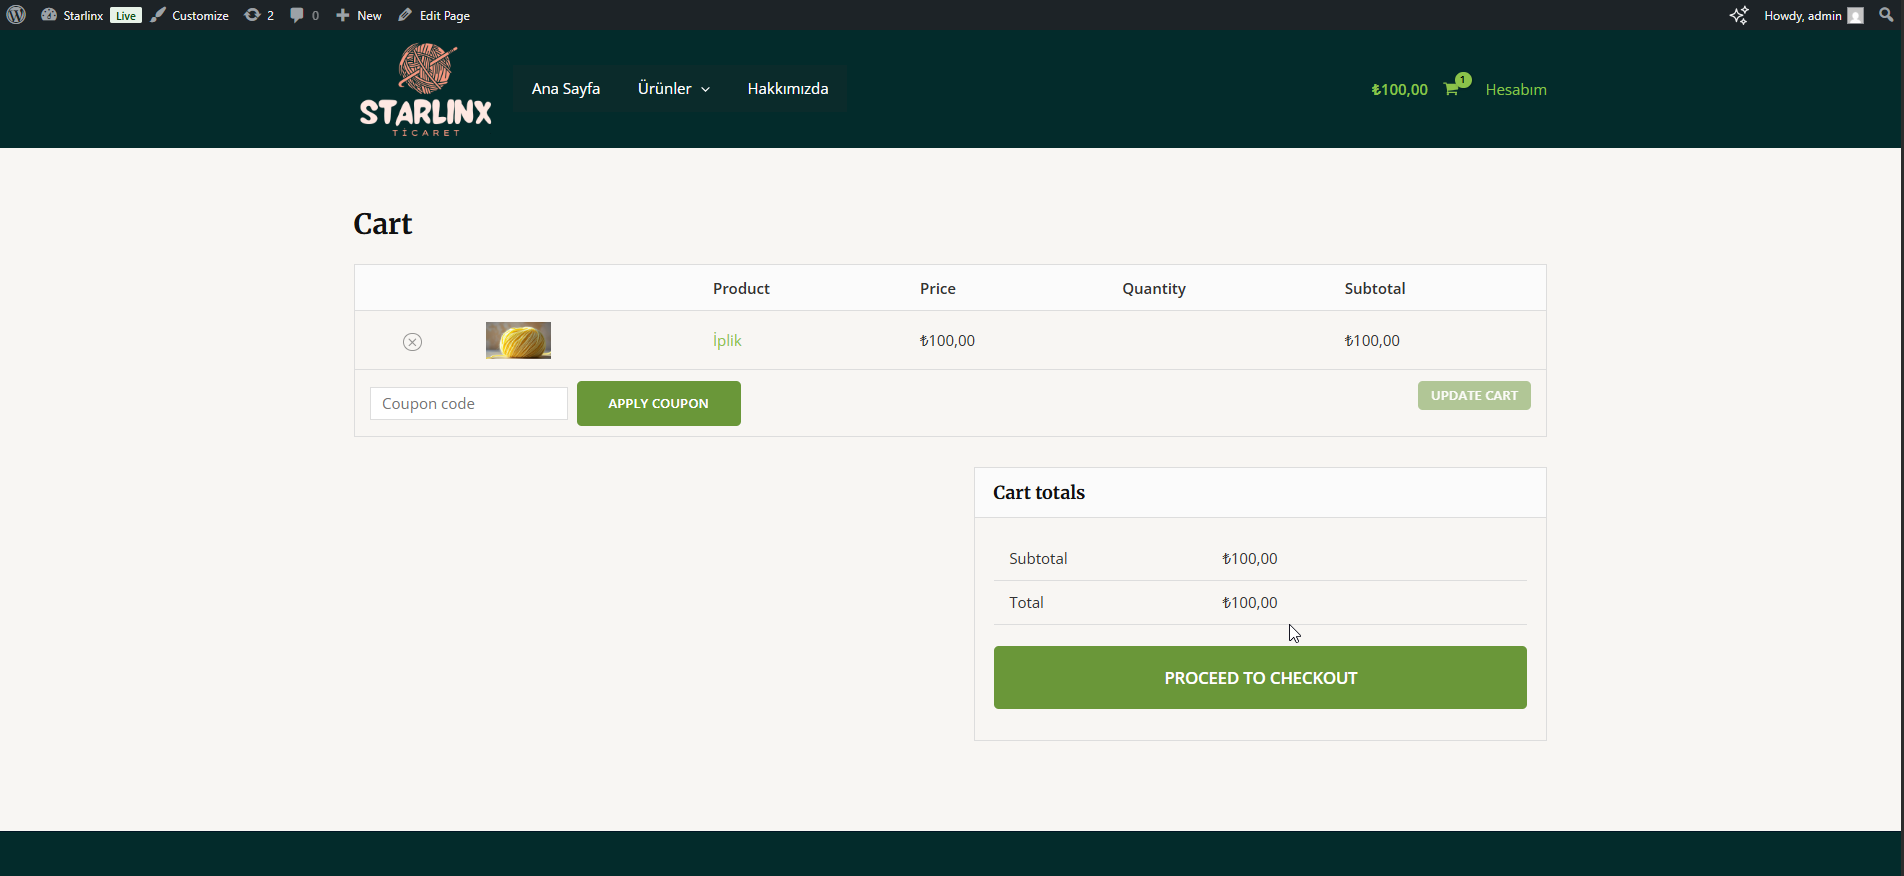 Starlinx Live Customize 2 0 New Edit Page Howdy, admin
STARLINX
TİCARET
Ana Sayfa Ürünler Hakkımızda ₺100,00 1 Hesabım
Cart
Product Price Quantity Subtotal
İplik ₺100,00 ₺100,00
Coupon code APPLY COUPON UPDATE CART
Cart totals
Subtotal ₺100,00
Total ₺100,00
PROCEED TO CHECKOUT